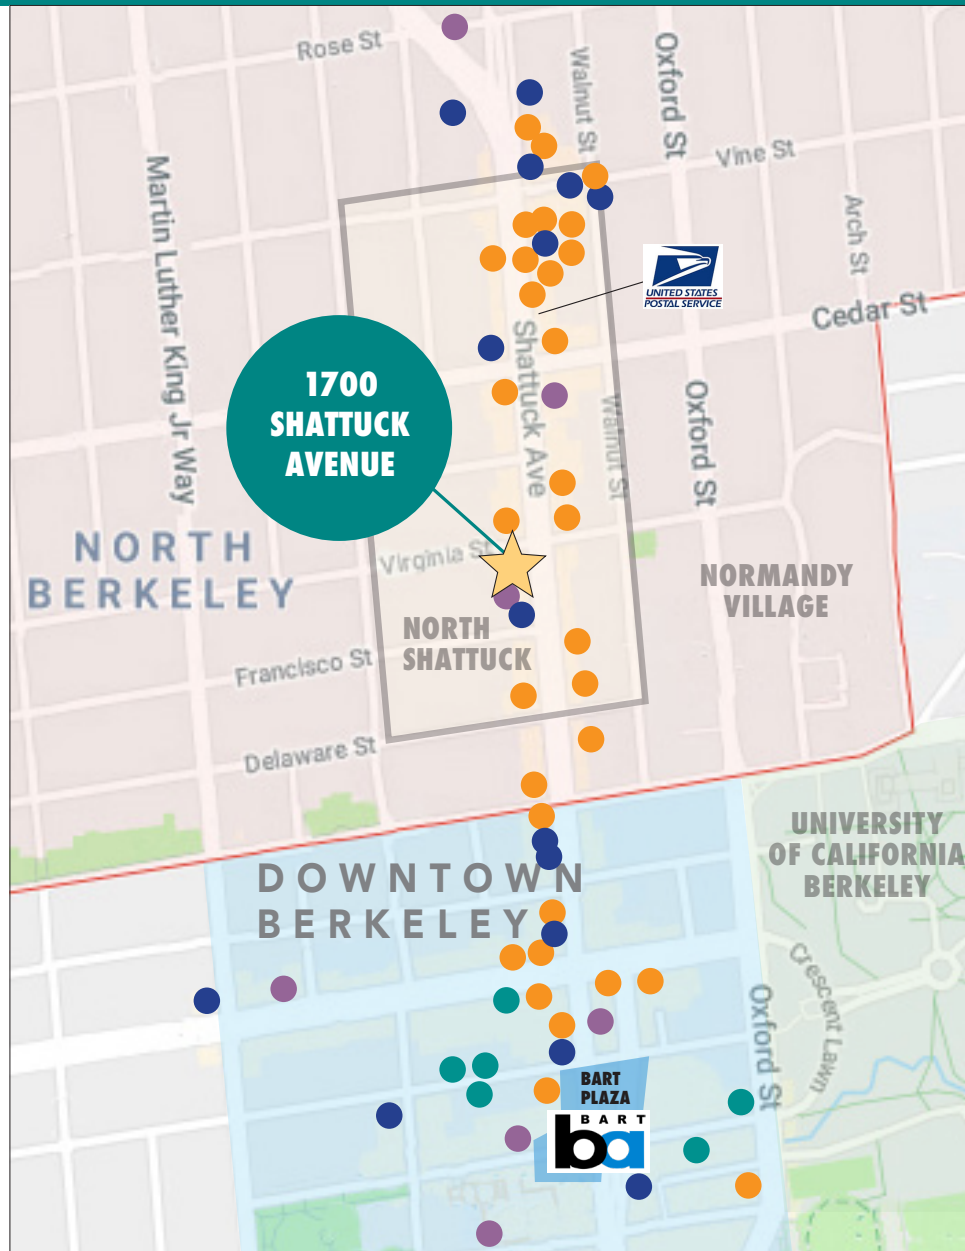 Rose St
Walnut St
Oxford St
Vine St
Martin Luther King Jr Way
Arch St
UNITED STATES
POSTAL SERVICE
Cedar St
Shattuck Ave
1700
SHATTUCK
AVENUE
Walnut St
Oxford St
NORTH
BERKELEY
Virginia St
NORMANDY
VILLAGE
NORTH
SHATTUCK
Francisco St
Delaware St
UNIVERSITY
OF CALIFORNIA
BERKELEY
DOWNTOWN
BERKELEY
Crescent Lawn
Oxford St
BART
PLAZA
BART
ba